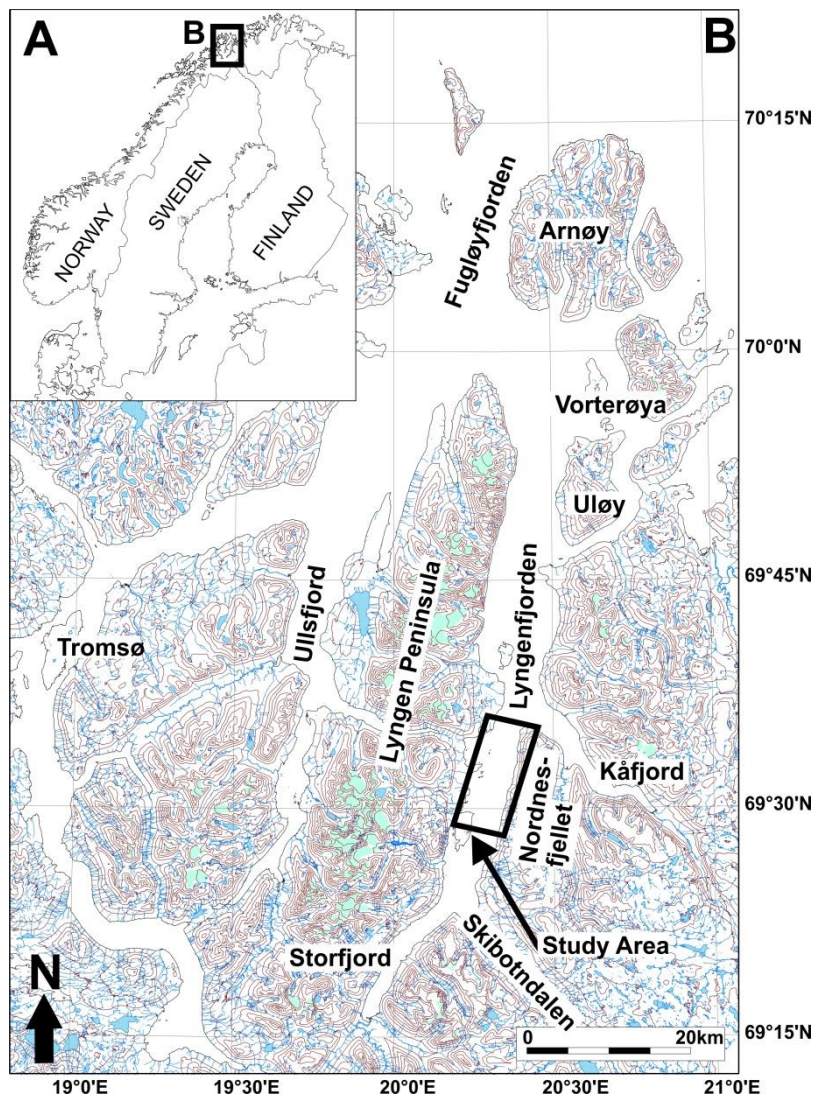 A
B
B
NORWAY
SWEDEN
FINLAND
70°15'N
Fugløyfjorden
Arnøy
70°0'N
Vorterøya
Uløy
Lyngenfjorden
69°45'N
Ullsfjord
Lyngen Peninsula
Tromsø
Kåfjord
69°30'N
Nordnes-
fjellet
Study Area
Storfjord
Skibotndalen
N
0 20km
69°15'N
19°0'E 19°30'E 20°0'E 20°30'E 21°0'E